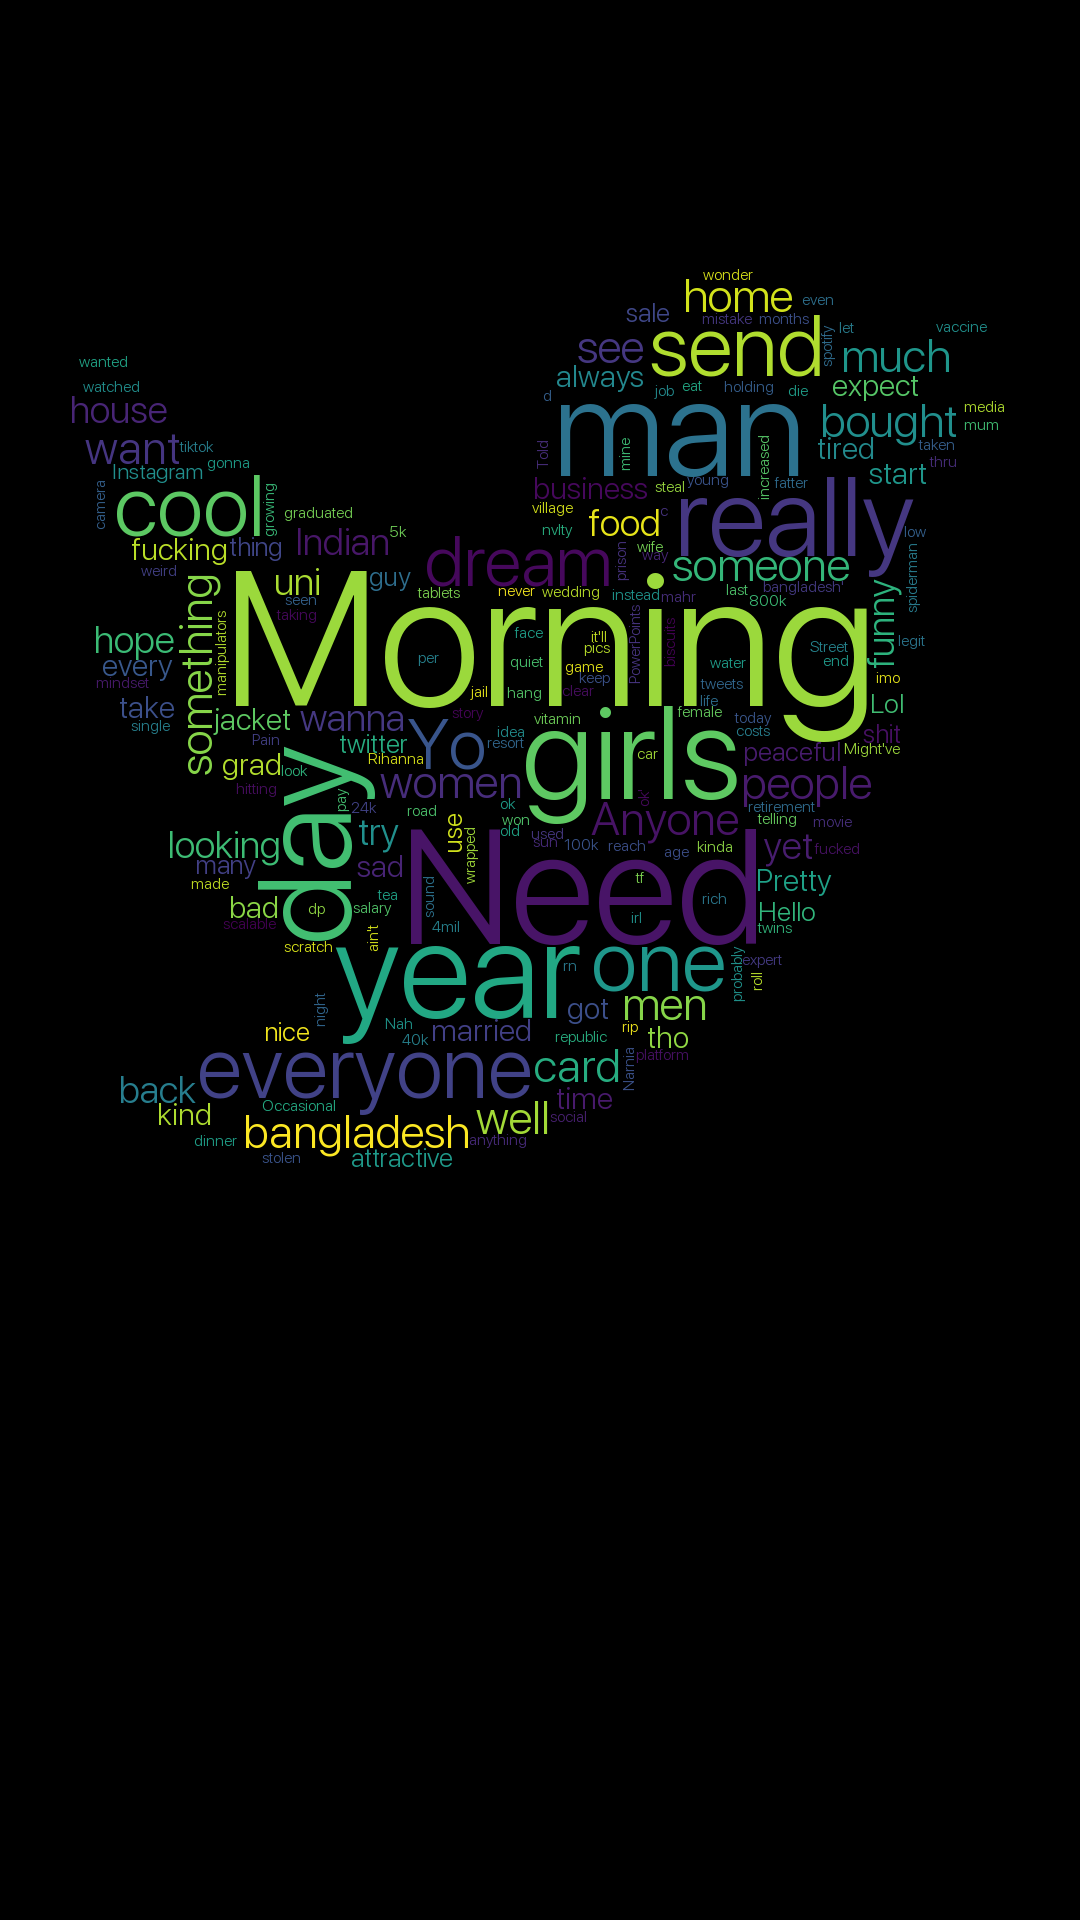 wonder
home
even
sale
mistake
months
send
spotify
let
vaccine
see
much
wanted
always
job
eat
holding
die
expect
watched
d
man
house
bought
media
mum
want
tiktok
Told
mine
increased
tired
taken
Instagram
gonna
thru
start
camera
cool
growing
business
steal
young
fatter
really
graduated
village
food
c
5k
nvlty
low
fucking
thing
Indian
dream
prison
wife
way
someone
spiderman
weird
uni
guy
tablets
never
wedding
instead
mahr
last
bangladesh'
800k
something
seen
taking
Morning
funny
hope
manipulators
face
it'll
pics
PowerPoints
biscuits
Street
end
legit
every
per
quiet
game
keep
water
mindset
jail
hang
clear
tweets
life
imo
take
single
jacket
wanna
story
vitamin
female
today
costs
Lol
Pain
twitter
Yo
idea
resort
girls
car
shit
grad
look
Rihanna
peaceful
Might've
hitting
day
pay
24k
women
ok'
people
road
ok
won
old
used
sun
100k
Anyone
retirement
telling
movie
looking
try
use
wrapped
reach
age
kinda
yet
fucked
many
sad
Need
tf
made
tea
sound
Pretty
bad
dp
salary
4mil
irl
rich
Hello
scalable
twins
scratch
ain't
year
rn
one
probably
expert
roll
night
got
men
nice
Nah
40k
married
republic
rip
tho
platform
everyone
card
Narnia
back
time
kind
Occasional
social
dinner
bangladesh
well
anything
stolen
attractive